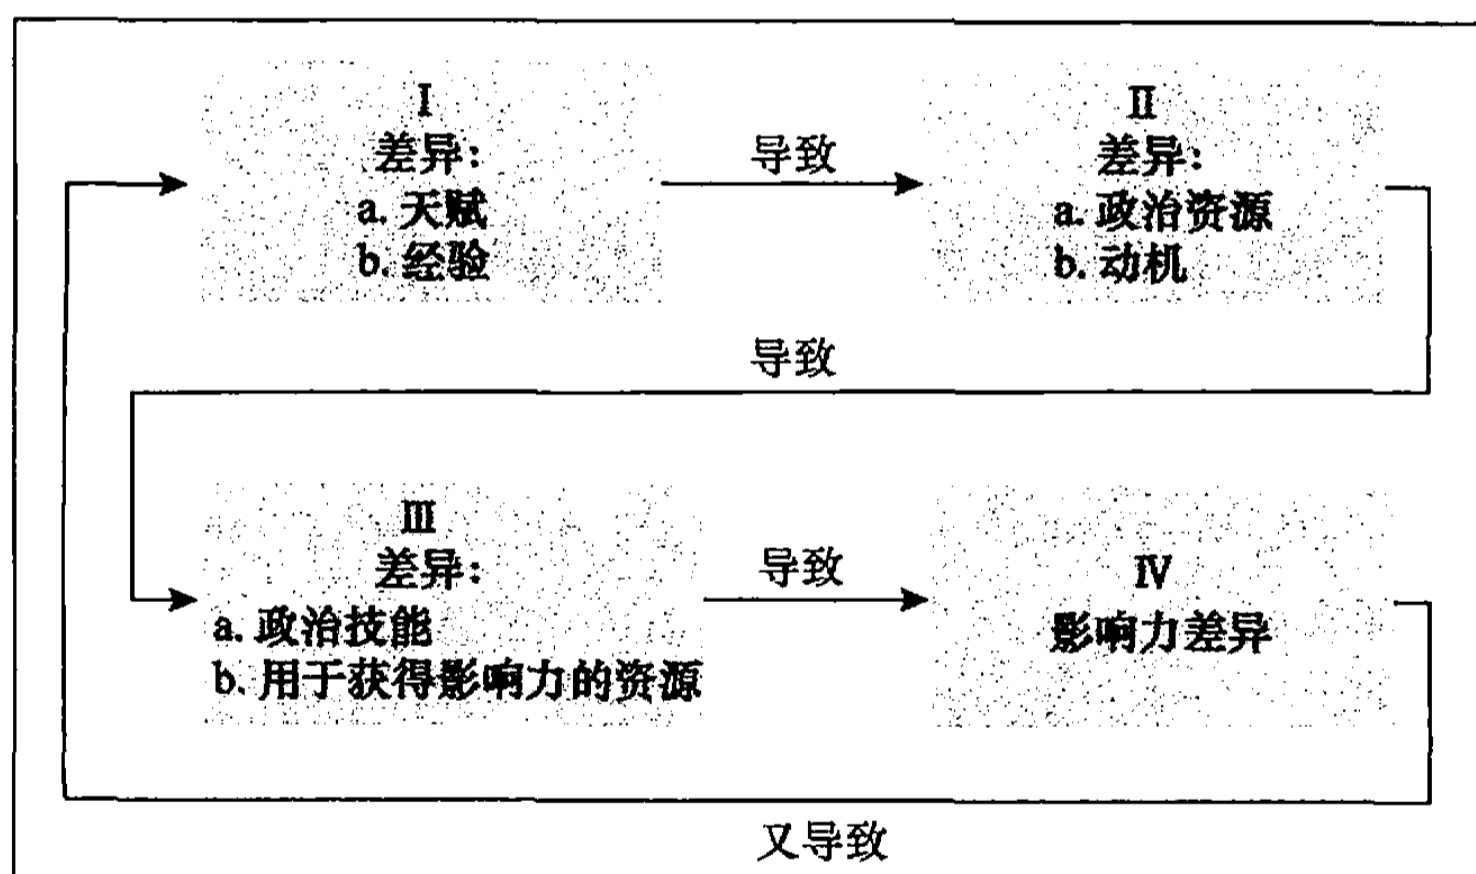 I
差异:
a. 天赋
b. 经验
导致
II
差异:
a. 政治资源
b. 动机
导致
III
差异:
a. 政治技能
b. 用于获得影响力的资源
导致
IV
影响力差异
又导致